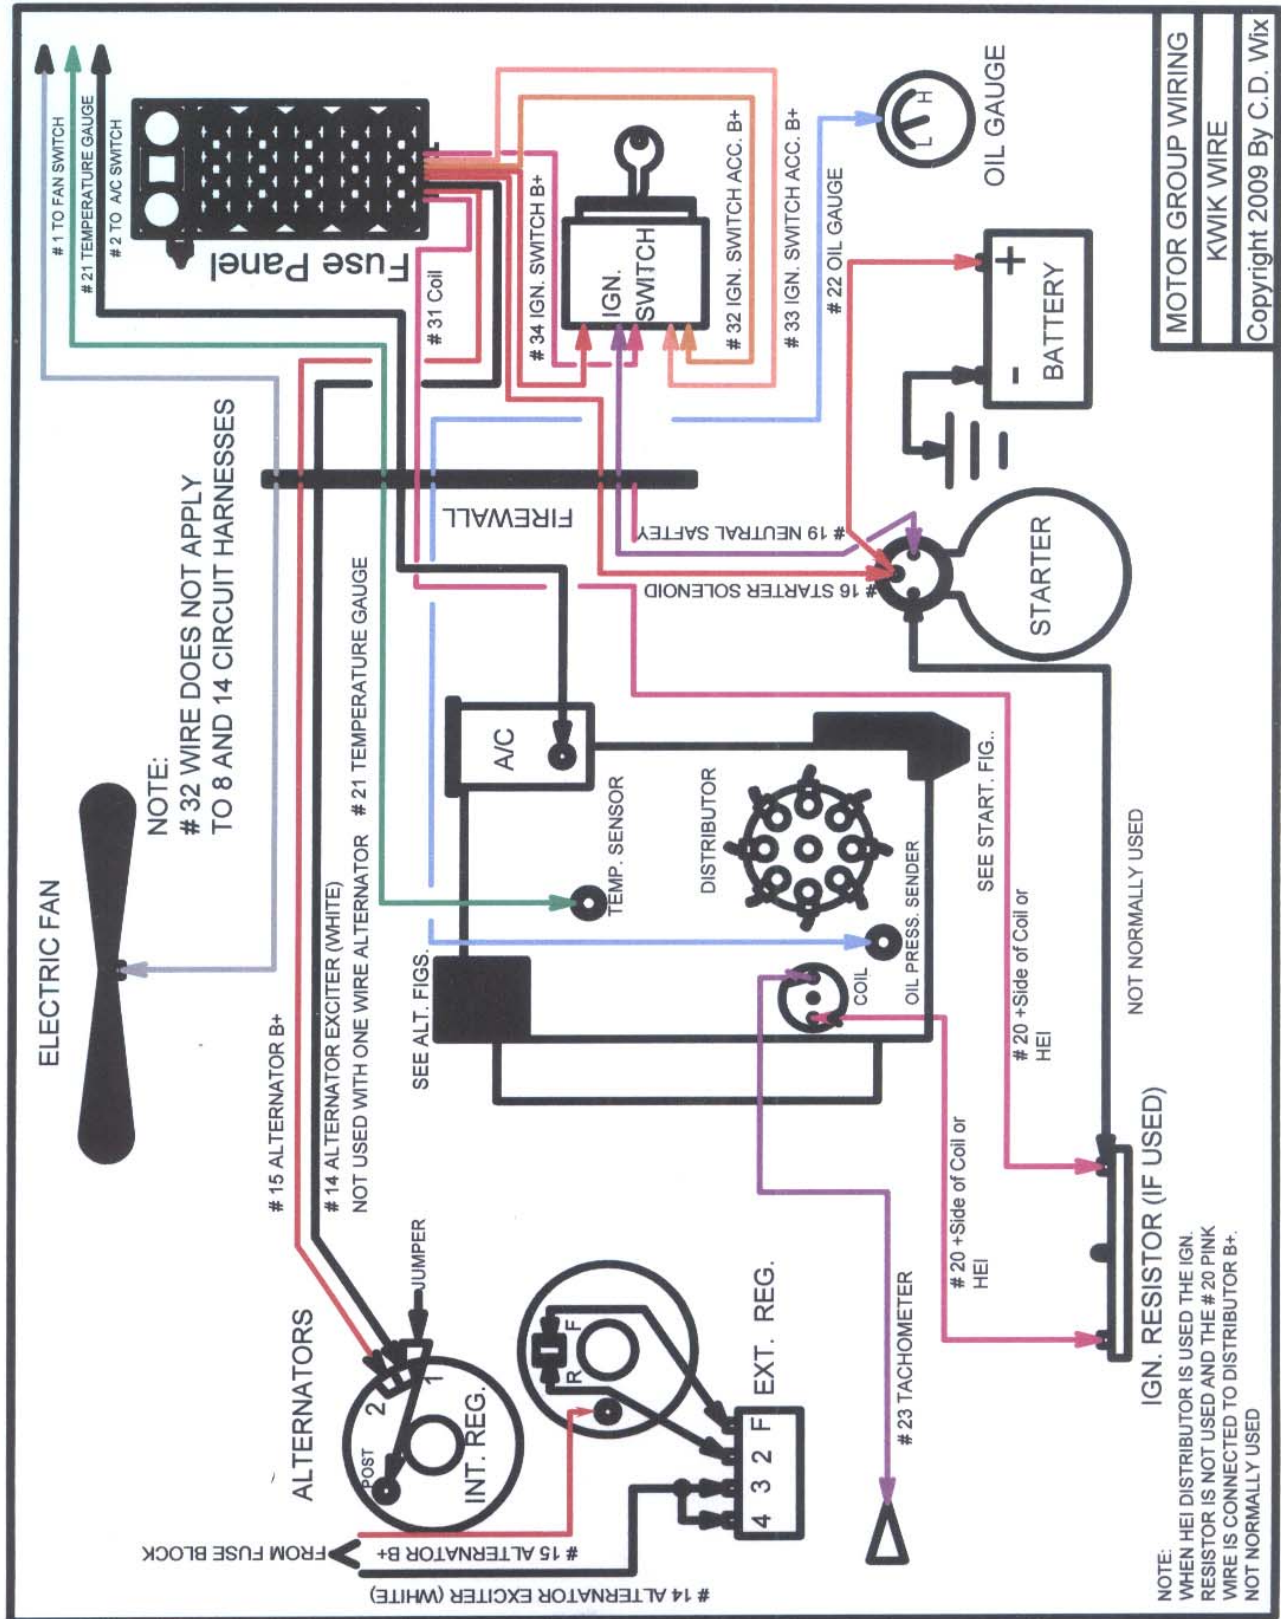 ELECTRIC FAN
NOTE:
# 32 WIRE DOES NOT APPLY
TO 8 AND 14 CIRCUIT HARNESSES
# 1 TO FAN SWITCH
# 21 TEMPERATURE GAUGE
# 2 TO A/C SWITCH
Fuse Panel
ALTERNATORS
# 15 ALTERNATOR B+
# 14 ALTERNATOR EXCITER (WHITE)
NOT USED WITH ONE WIRE ALTERNATOR
# 21 TEMPERATURE GAUGE
JUMPER
2
1
POST
INT. REG.
FROM FUSE BLOCK
# 15 ALTERNATOR B+
# 14 ALTERNATOR EXCITER (WHITE)
R
F
4 3 2 F
EXT. REG.
SEE ALT. FIGS.
A/C
TEMP. SENSOR
DISTRIBUTOR
COIL
OIL PRESS. SENDER
SEE START. FIG..
FIREWALL
# 31 Coil
# 34 IGN. SWITCH B+
IGN.
SWITCH
# 32 IGN. SWITCH ACC. B+
# 33 IGN. SWITCH ACC. B+
# 22 OIL GAUGE
L
H
OIL GAUGE
# 19 NEUTRAL SAFTEY
# 16 STARTER SOLENOID
STARTER
- +
BATTERY
# 23 TACHOMETER
# 20 +Side of Coil or
HEI
# 20 +Side of Coil or
HEI
NOT NORMALLY USED
IGN. RESISTOR (IF USED)
NOTE:
WHEN HEI DISTRIBUTOR IS USED THE IGN.
RESISTOR IS NOT USED AND THE # 20 PINK
WIRE IS CONNECTED TO DISTRIBUTOR B+.
NOT NORMALLY USED
MOTOR GROUP WIRING
KWIK WIRE
Copyright 2009 By C.D. Wix